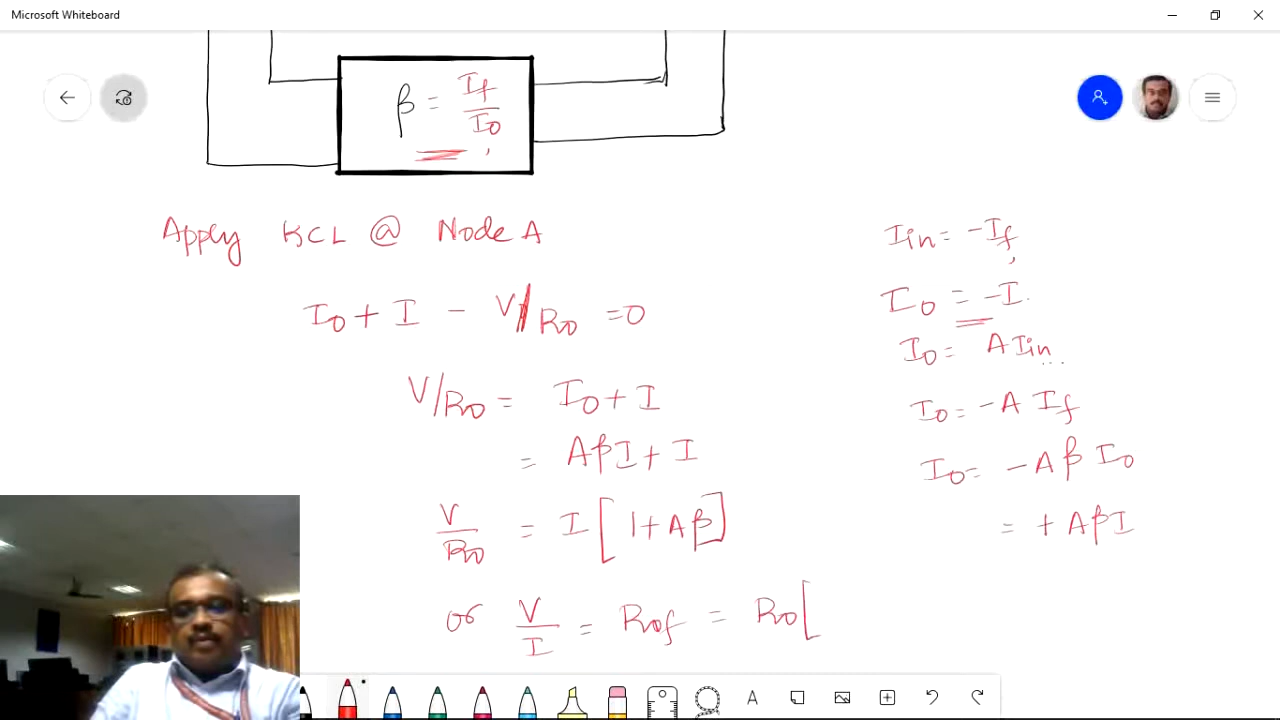 Microsoft Whiteboard
β = If/Io
Apply KCL @ Node A
Io + I - V/Ro = 0
V/Ro = Io + I
= AβI + I
V/Ro = I [1+Aβ]
or V/I = Rof = Ro[
Iin = -If
Io = -I
Io = A Iin
Io = -A If
Io = -A β Io
= + AβI
A